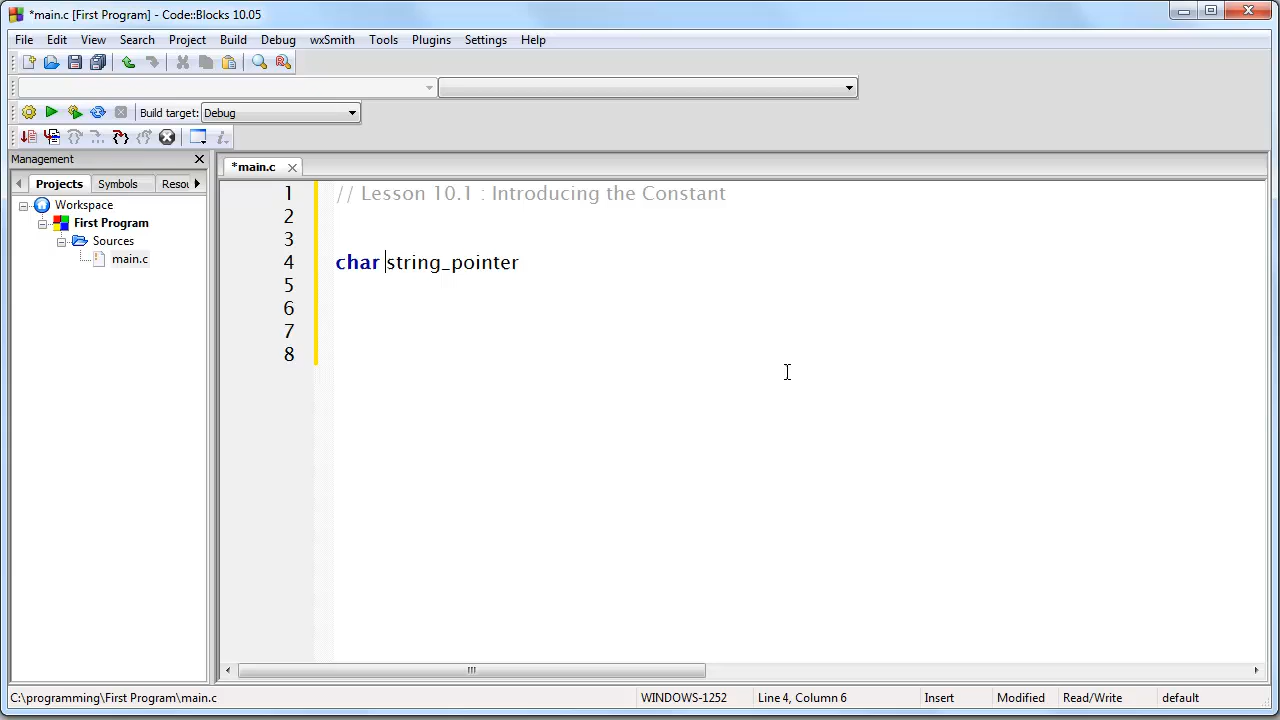 *main.c [First Program] - Code::Blocks 10.05
File Edit View Search Project Build Debug wxSmith Tools Plugins Settings Help
Build target: Debug
Management
*main.c
Projects Symbols Resou
Workspace
First Program
Sources
main.c
1 // Lesson 10.1 : Introducing the Constant
2
3
4 char string_pointer
5
6
7
8
C:\programming\First Program\main.c WINDOWS-1252 Line 4, Column 6 Insert Modified Read/Write default